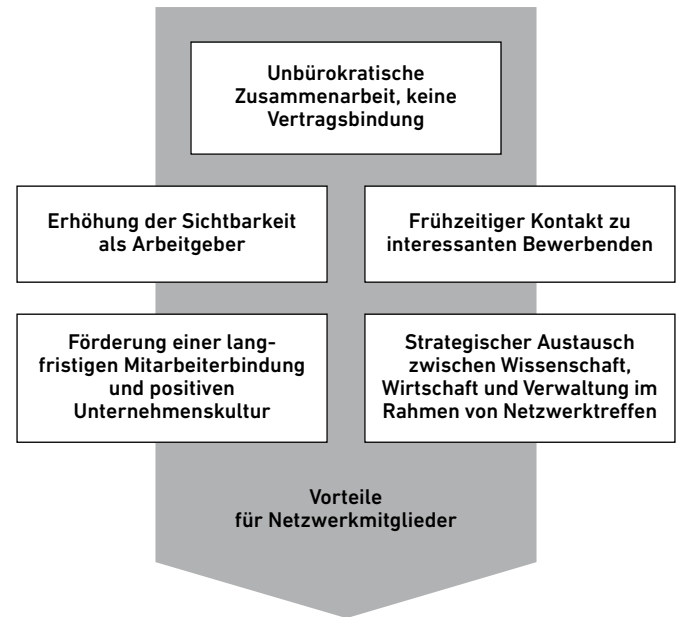 Unbürokratische
Zusammenarbeit, keine
Vertragsbindung
Erhöhung der Sichtbarkeit
als Arbeitgeber
Frühzeitiger Kontakt zu
interessanten Bewerbenden
Förderung einer lang-
fristigen Mitarbeiterbindung
und positiven
Unternehmenskultur
Strategischer Austausch
zwischen Wissenschaft,
Wirtschaft und Verwaltung im
Rahmen von Netzwerktreffen
Vorteile
für Netzwerkmitglieder